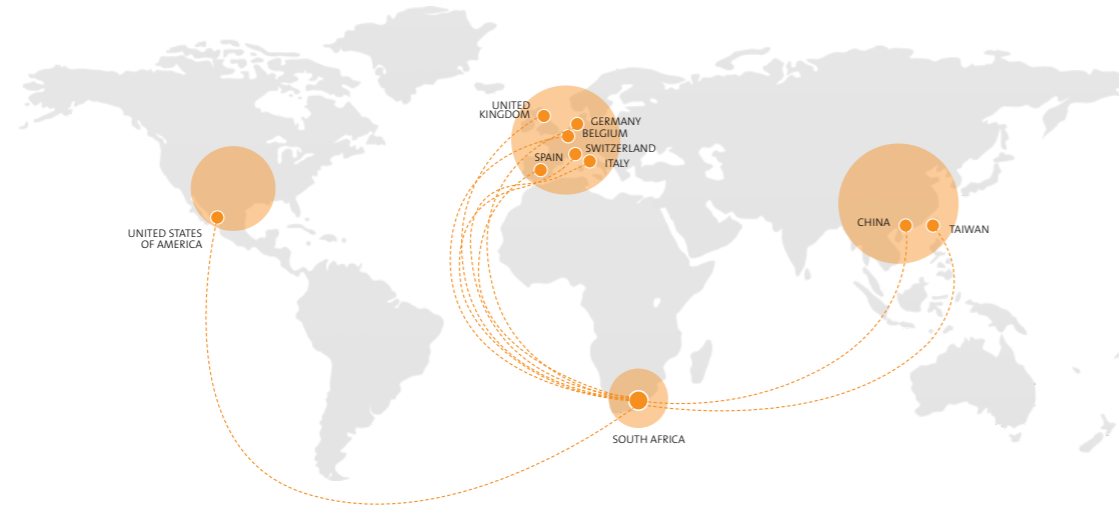 UNITED
KINGDOM
GERMANY
BELGIUM
SWITZERLAND
SPAIN
ITALY
UNITED STATES
OF AMERICA
CHINA
TAIWAN
SOUTH AFRICA